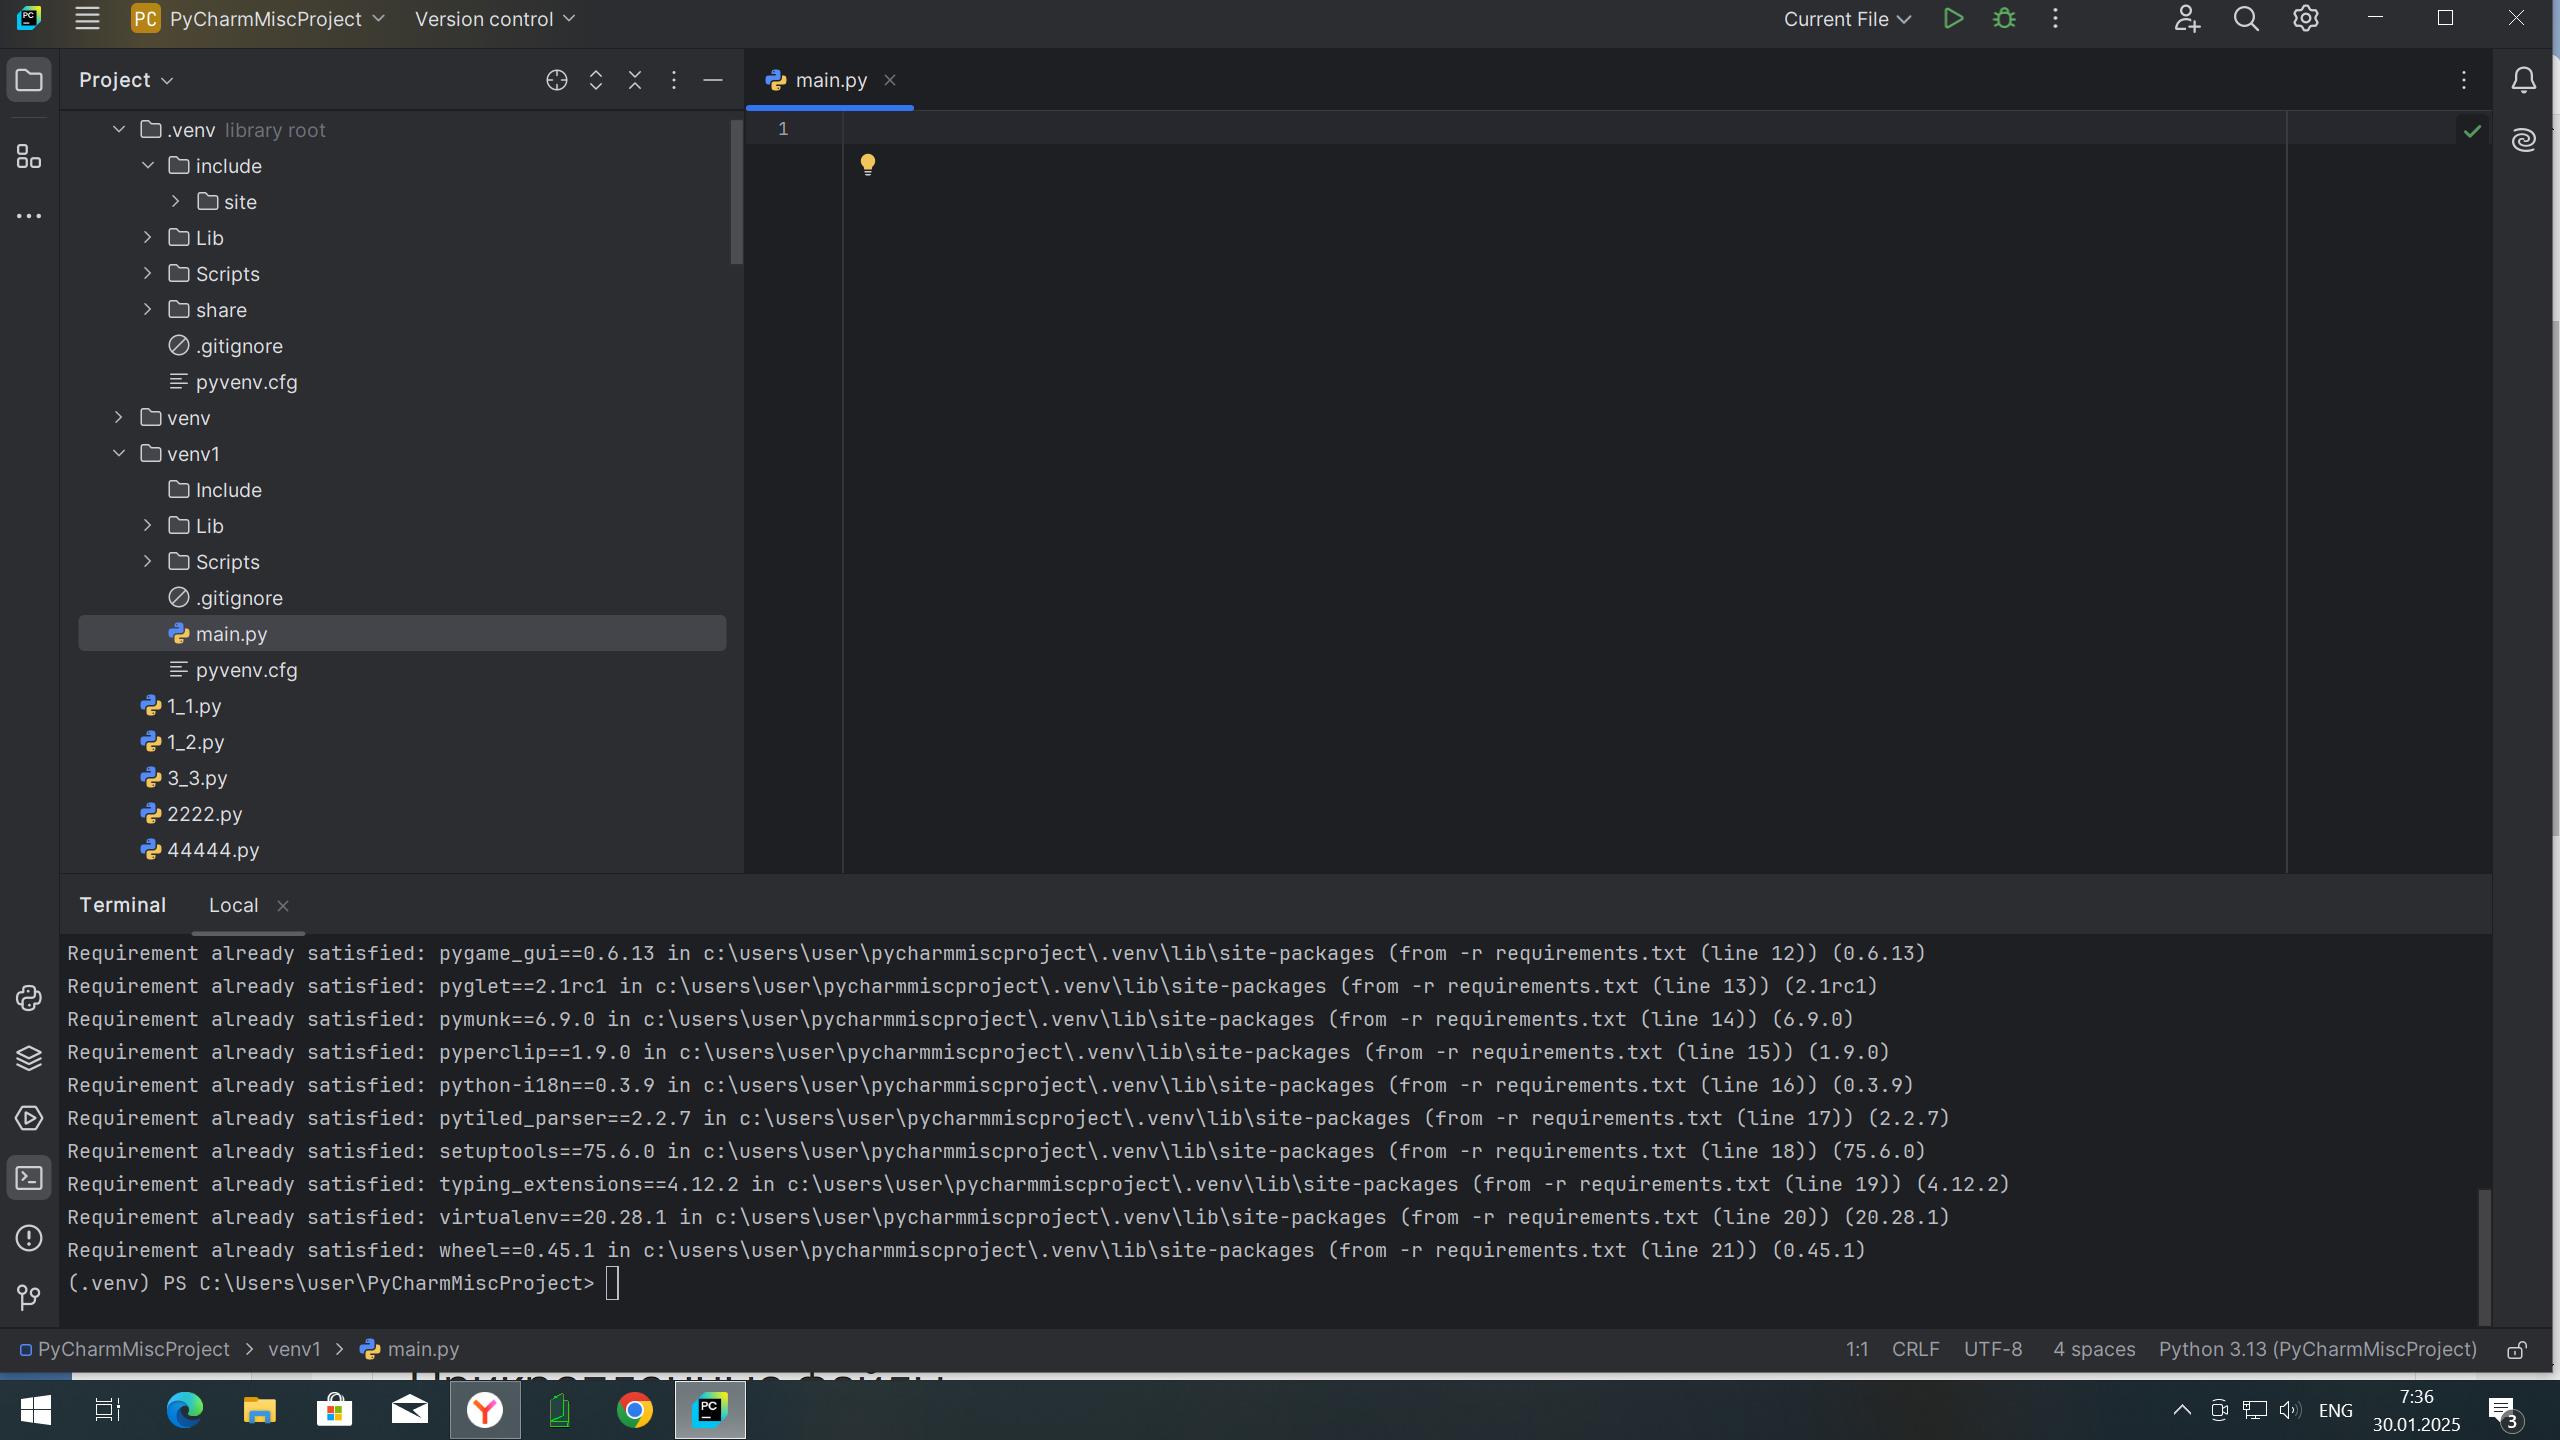 PC PyCharmMiscProject Version control Current File
Project
main.py
.venv library root
include
site
Lib
Scripts
share
.gitignore
pyvenv.cfg
venv
venv1
Include
Lib
Scripts
.gitignore
main.py
pyvenv.cfg
1_1.py
1_2.py
3_3.py
2222.py
44444.py
1
Terminal Local
Requirement already satisfied: pygame_gui==0.6.13 in c:\users\user\pycharmmiscproject\.venv\lib\site-packages (from -r requirements.txt (line 12)) (0.6.13)
Requirement already satisfied: pyglet==2.1rc1 in c:\users\user\pycharmmiscproject\.venv\lib\site-packages (from -r requirements.txt (line 13)) (2.1rc1)
Requirement already satisfied: pymunk==6.9.0 in c:\users\user\pycharmmiscproject\.venv\lib\site-packages (from -r requirements.txt (line 14)) (6.9.0)
Requirement already satisfied: pyperclip==1.9.0 in c:\users\user\pycharmmiscproject\.venv\lib\site-packages (from -r requirements.txt (line 15)) (1.9.0)
Requirement already satisfied: python-i18n==0.3.9 in c:\users\user\pycharmmiscproject\.venv\lib\site-packages (from -r requirements.txt (line 16)) (0.3.9)
Requirement already satisfied: pytiled_parser==2.2.7 in c:\users\user\pycharmmiscproject\.venv\lib\site-packages (from -r requirements.txt (line 17)) (2.2.7)
Requirement already satisfied: setuptools==75.6.0 in c:\users\user\pycharmmiscproject\.venv\lib\site-packages (from -r requirements.txt (line 18)) (75.6.0)
Requirement already satisfied: typing_extensions==4.12.2 in c:\users\user\pycharmmiscproject\.venv\lib\site-packages (from -r requirements.txt (line 19)) (4.12.2)
Requirement already satisfied: virtualenv==20.28.1 in c:\users\user\pycharmmiscproject\.venv\lib\site-packages (from -r requirements.txt (line 20)) (20.28.1)
Requirement already satisfied: wheel==0.45.1 in c:\users\user\pycharmmiscproject\.venv\lib\site-packages (from -r requirements.txt (line 21)) (0.45.1)
(.venv) PS C:\Users\user\PyCharmMiscProject>
PyCharmMiscProject > venv1 > main.py 1:1 CRLF UTF-8 4 spaces Python 3.13 (PyCharmMiscProject)
ENG
7:36
30.01.2025
3